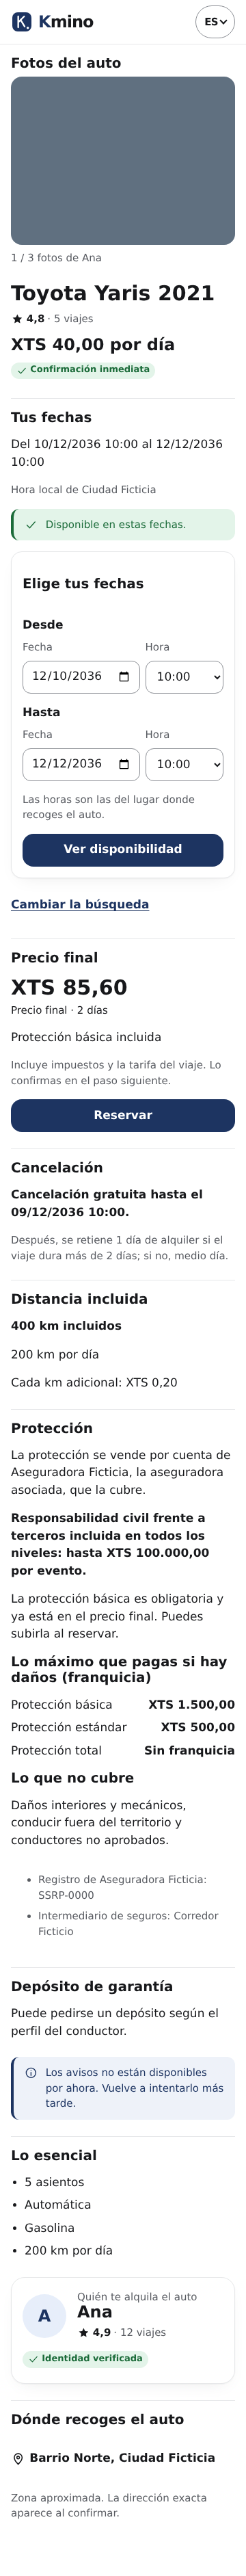 Kmino
ES
Fotos del auto
1 / 3 fotos de Ana
Toyota Yaris 2021
★ 4,8 · 5 viajes
XTS 40,00 por día
Confirmación inmediata
Tus fechas
Del 10/12/2036 10:00 al 12/12/2036
10:00
Hora local de Ciudad Ficticia
Disponible en estas fechas.
Elige tus fechas
Desde
Fecha Hora
12/10/2036 10:00
Hasta
Fecha Hora
12/12/2036 10:00
Las horas son las del lugar donde
recoges el auto.
Ver disponibilidad
Cambiar la búsqueda
Precio final
XTS 85,60
Precio final · 2 días
Protección básica incluida
Incluye impuestos y la tarifa del viaje. Lo
confirmas en el paso siguiente.
Reservar
Cancelación
Cancelación gratuita hasta el
09/12/2036 10:00.
Después, se retiene 1 día de alquiler si el
viaje dura más de 2 días; si no, medio día.
Distancia incluida
400 km incluidos
200 km por día
Cada km adicional: XTS 0,20
Protección
La protección se vende por cuenta de
Aseguradora Ficticia, la aseguradora
asociada, que la cubre.
Responsabilidad civil frente a
terceros incluida en todos los
niveles: hasta XTS 100.000,00
por evento.
La protección básica es obligatoria y
ya está en el precio final. Puedes
subirla al reservar.
Lo máximo que pagas si hay
daños (franquicia)
Protección básica XTS 1.500,00
Protección estándar XTS 500,00
Protección total Sin franquicia
Lo que no cubre
Daños interiores y mecánicos,
conducir fuera del territorio y
conductores no aprobados.
• Registro de Aseguradora Ficticia:
SSRP-0000
• Intermediario de seguros: Corredor
Ficticio
Depósito de garantía
Puede pedirse un depósito según el
perfil del conductor.
Los avisos no están disponibles
por ahora. Vuelve a intentarlo más
tarde.
Lo esencial
• 5 asientos
• Automática
• Gasolina
• 200 km por día
A
Quién te alquila el auto
Ana
★ 4,9 · 12 viajes
Identidad verificada
Dónde recoges el auto
Barrio Norte, Ciudad Ficticia
Zona aproximada. La dirección exacta
aparece al confirmar.